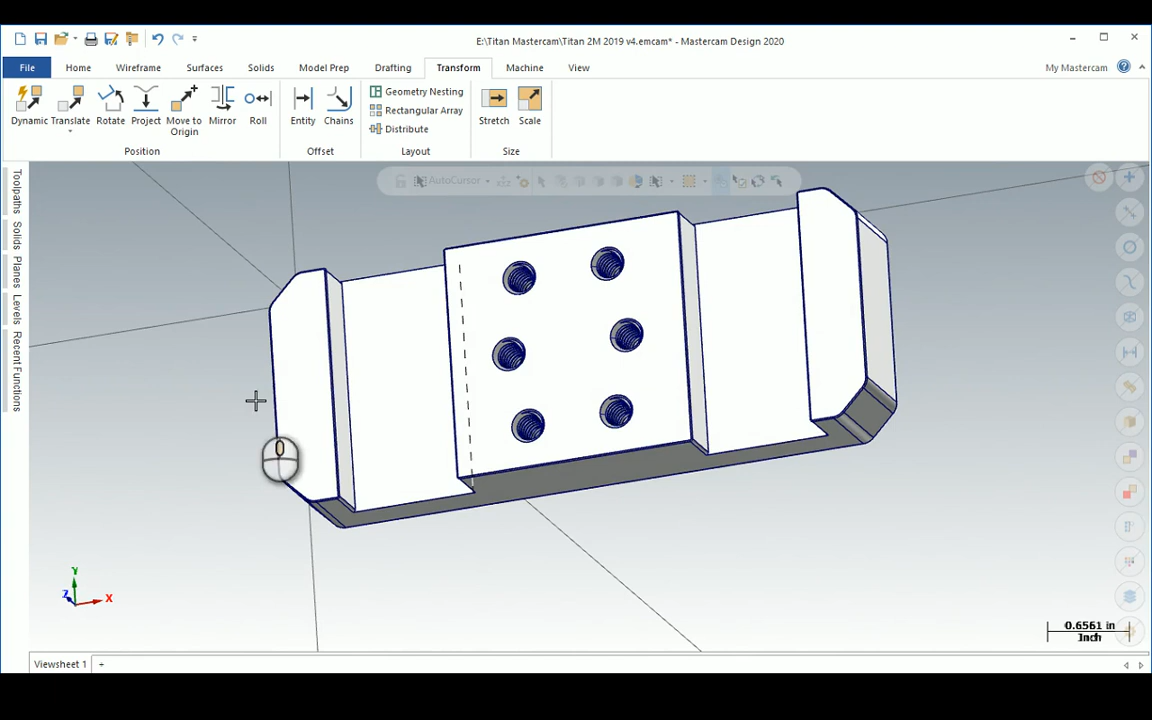 E:\Titan Mastercam\Titan 2M 2019 v4.emcam* - Mastercam Design 2020
File Home Wireframe Surfaces Solids Model Prep Drafting Transform Machine View My Mastercam
Dynamic Translate Rotate Project Move to Origin Mirror Roll
Entity Chains
Geometry Nesting
Rectangular Array
Distribute
Stretch Scale
Position Offset Layout Size
AutoCursor
Toolpaths
Solids
Planes
Levels
Recent Functions
Y
Z X
0.6561 in
Inch
Viewsheet 1 +